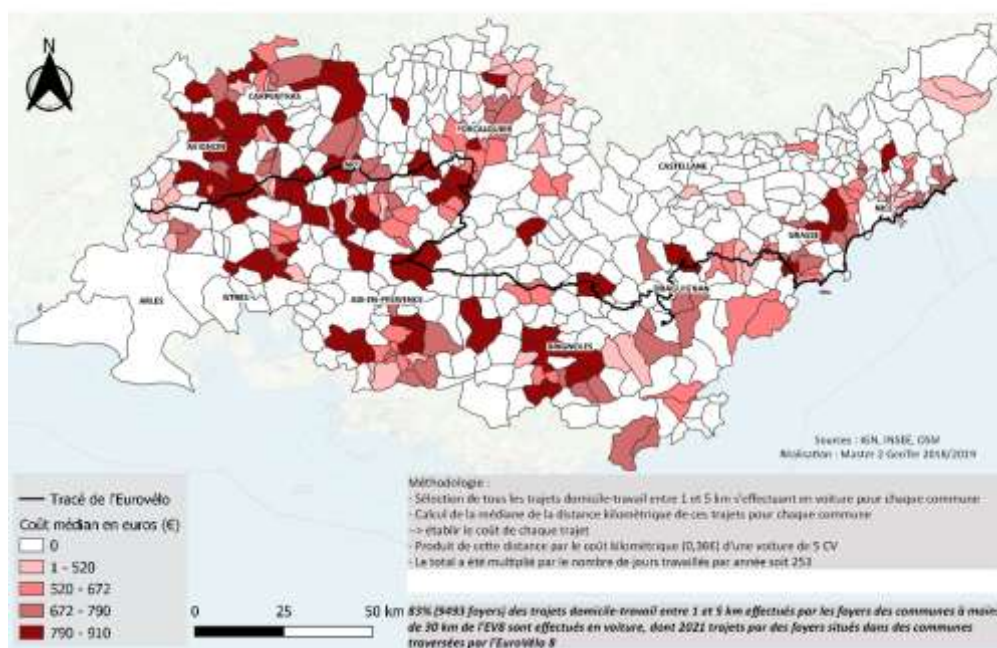 N
CARPENTRAS
AVIGNON
APT
FORCALQUIER
CASTELLANE
NICE
GRASSE
DRAGUIGNAN
ARLES
ISTRES
AIX-EN-PROVENCE
BRIGNOLES
Sources : IGN, INSEE, OSM
Réalisation : Master 2 GeoTer 2018/2019
Tracé de l'Eurovélo
Coût médian en euros (€)
0
1 - 520
520 - 672
672 - 790
790 - 910
0 25 50 km
Méthodologie :
- Sélection de tous les trajets domicile-travail entre 1 et 5 km s'effectuant en voiture pour chaque commune
- Calcul de la médiane de la distance kilométrique de ces trajets pour chaque commune
--> établir le coût de chaque trajet
- Produit de cette distance par le coût kilométrique (0,36€) d'une voiture de 5 CV
- Le total a été multiplié par le nombre de jours travaillés par année soit 253
83% (9493 foyers) des trajets domicile-travail entre 1 et 5 km effectués par les foyers des communes à moins
de 30 km de l'EV8 sont effectués en voiture, dont 2021 trajets par des foyers situés dans des communes
traversées par l'EuroVélo 8